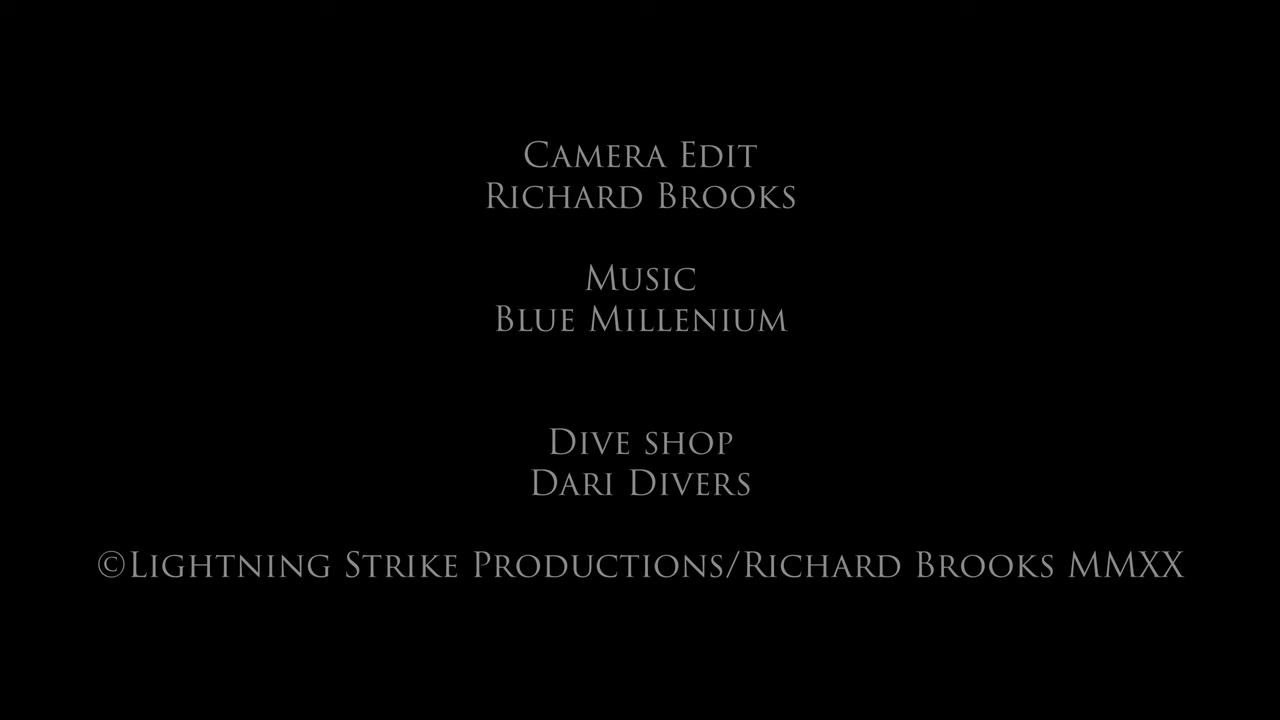 Camera Edit
Richard Brooks
Music
Blue Millenium
Dive shop
Dari Divers
©Lightning Strike Productions/Richard Brooks MMXX